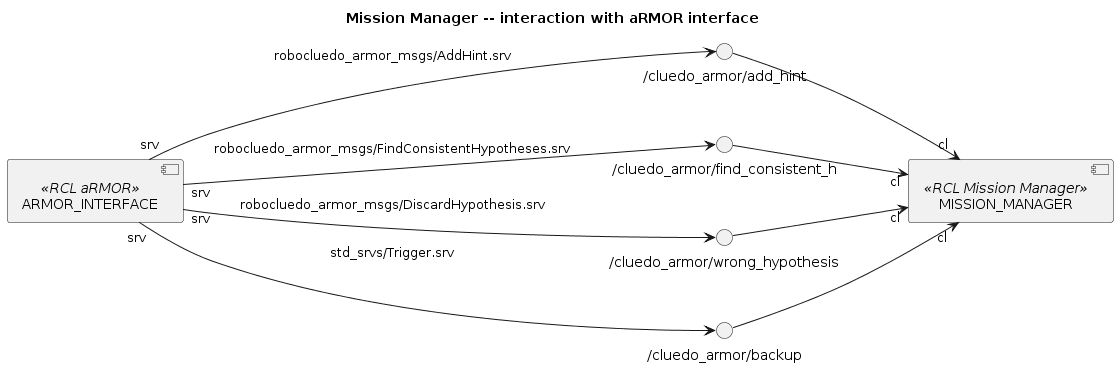 Mission Manager -- interaction with aRMOR interface
robocluedo_armor_msgs/AddHint.srv
/cluedo_armor/add_hint
srv
cl
robocluedo_armor_msgs/FindConsistentHypotheses.srv
/cluedo_armor/find_consistent_h
«RCL aRMOR»
ARMOR_INTERFACE
srv
cl
«RCL Mission Manager»
MISSION_MANAGER
robocluedo_armor_msgs/DiscardHypothesis.srv
srv
cl
/cluedo_armor/wrong_hypothesis
srv
cl
std_srvs/Trigger.srv
/cluedo_armor/backup